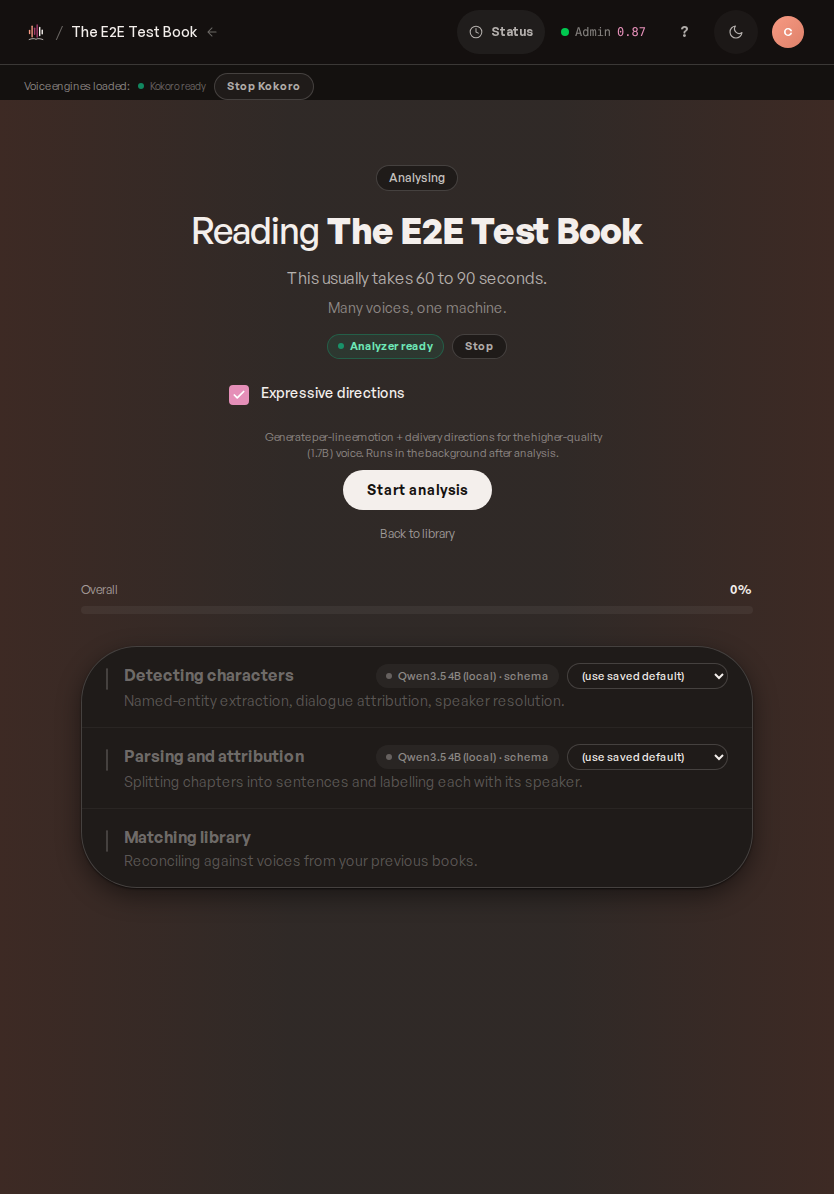 / The E2E Test Book ← Status Admin 0.87 ? C
Voice engines loaded: Kokoro ready Stop Kokoro
Analysing
Reading The E2E Test Book
This usually takes 60 to 90 seconds.
Many voices, one machine.
Analyzer ready Stop
Expressive directions
Generate per-line emotion + delivery directions for the higher-quality
(1.7B) voice. Runs in the background after analysis.
Start analysis
Back to library
Overall 0%
Detecting characters Qwen3.5 4B (local) · schema (use saved default)
Named-entity extraction, dialogue attribution, speaker resolution.
Parsing and attribution Qwen3.5 4B (local) · schema (use saved default)
Splitting chapters into sentences and labelling each with its speaker.
Matching library
Reconciling against voices from your previous books.